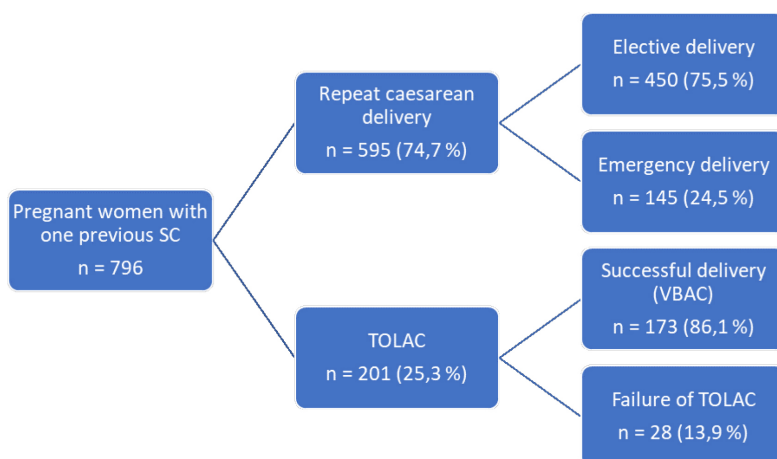 Pregnant women with
one previous SC
n = 796
Repeat caesarean
delivery
n = 595 (74,7 %)
TOLAC
n = 201 (25,3 %)
Elective delivery
n = 450 (75,5 %)
Emergency delivery
n = 145 (24,5 %)
Successful delivery
(VBAC)
n = 173 (86,1 %)
Failure of TOLAC
n = 28 (13,9 %)